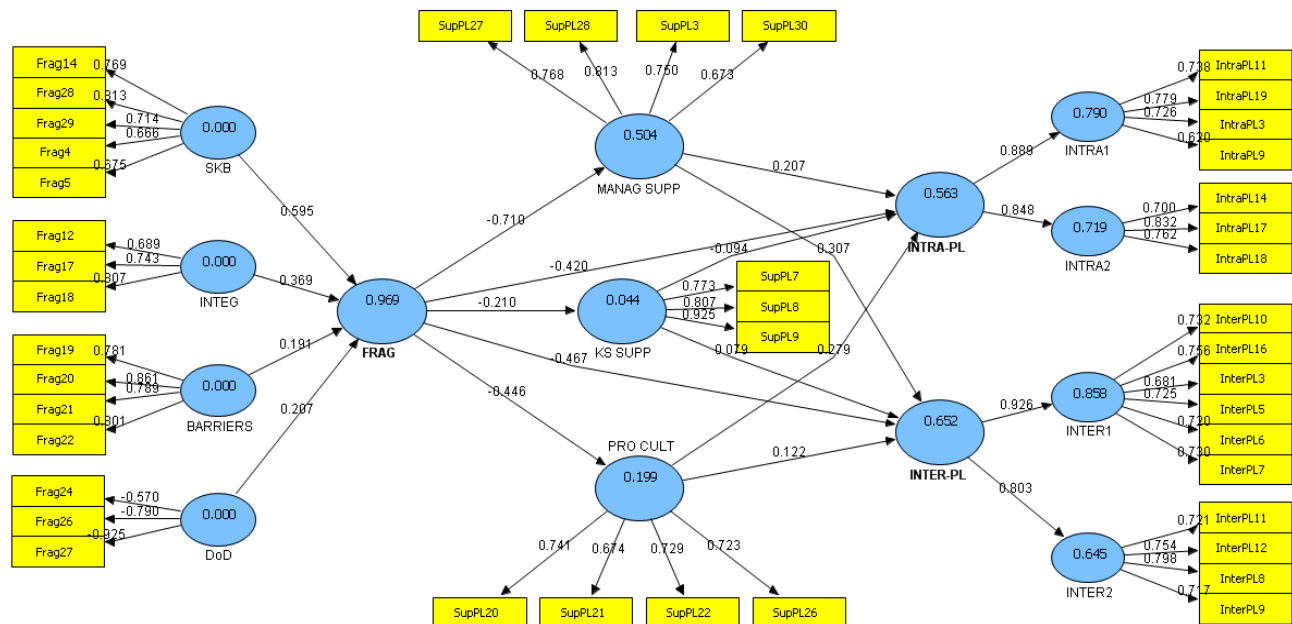 SupPL27
SupPL28
SupPL3
SupPL30
0.768
0.813
0.750
0.673
0.504
MANAG SUPP
Frag14
Frag28
Frag29
Frag4
Frag5
0.769
0.813
0.714
0.666
0.675
0.000
SKB
0.595
Frag12
Frag17
Frag18
0.689
0.743
0.807
0.000
INTEG
0.369
Frag19
Frag20
Frag21
Frag22
0.781
0.861
0.789
0.801
0.000
BARRIERS
0.191
Frag24
Frag26
Frag27
-0.570
-0.790
-0.925
0.000
DoD
0.207
0.969
FRAG
-0.710
-0.420
-0.210
-0.467
-0.446
0.207
0.307
-0.094
0.044
KS SUPP
0.773
0.807
0.925
SupPL7
SupPL8
SupPL9
0.079
0.279
0.122
PRO CULT
0.199
0.741
0.674
0.729
0.723
SupPL20
SupPL21
SupPL22
SupPL26
0.563
INTRA-PL
0.889
0.848
0.790
INTRA1
0.738
0.779
0.726
0.620
IntraPL11
IntraPL19
IntraPL3
IntraPL9
0.719
INTRA2
0.700
0.832
0.762
IntraPL14
IntraPL17
IntraPL18
0.652
INTER-PL
0.926
0.803
0.858
INTER1
0.732
0.756
0.681
0.725
0.720
0.730
InterPL10
InterPL16
InterPL3
InterPL5
InterPL6
InterPL7
0.645
INTER2
0.721
0.754
0.798
0.717
InterPL11
InterPL12
InterPL8
InterPL9